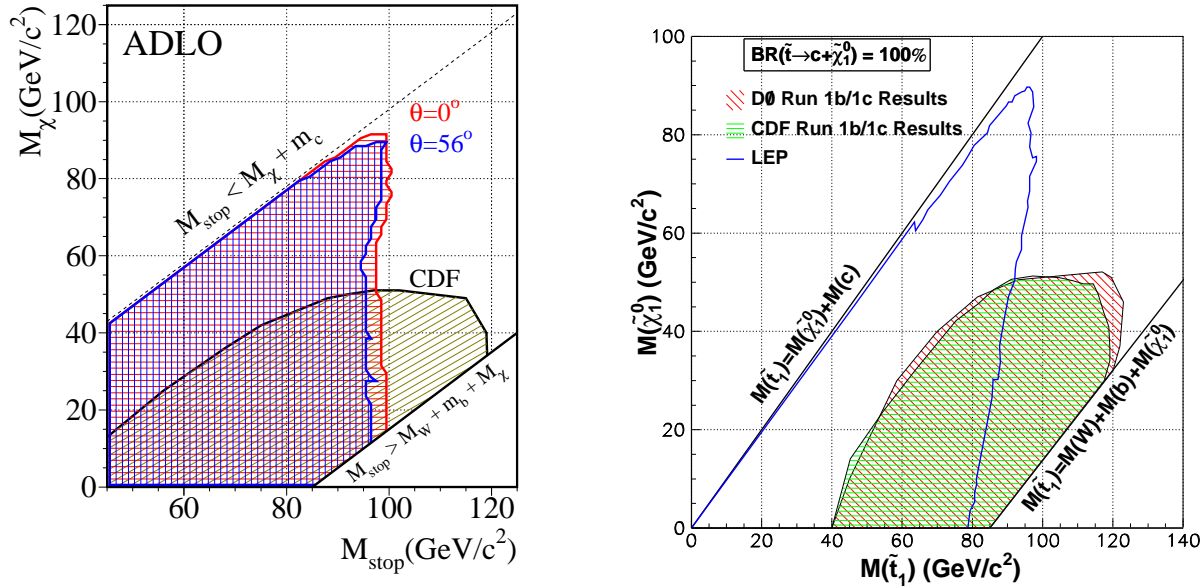 ADLO
θ=0°
θ=56°
M_stop < M_χ + m_c
CDF
M_stop > M_W + m_b + M_χ
M_χ(GeV/c²)
0
20
40
60
80
100
120
60
80
100
120
M_stop(GeV/c²)
BR(t̃→c+χ̃₁⁰) = 100%
DØ Run 1b/1c Results
CDF Run 1b/1c Results
LEP
M(t̃₁)=M(χ̃₁⁰)+M(c)
M(t̃₁)=M(W)+M(b)+M(χ̃₁⁰)
M(χ̃₁⁰) (GeV/c²)
100
80
60
40
20
0
0
20
40
60
80
100
120
140
M(t̃₁) (GeV/c²)